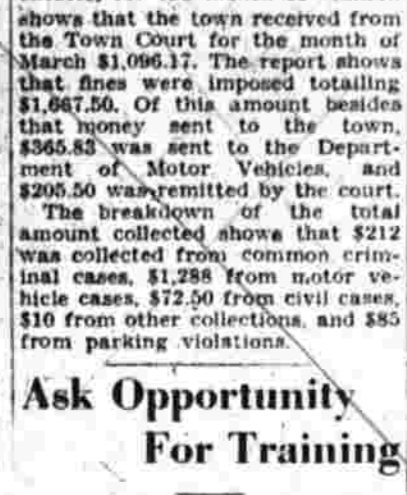 shows that the town received from
the Town Court for the month of
March $1,096.17. The report shows
that fines were imposed totalling
$1,667.50. Of this amount besides
that money sent to the town,
$365.83 was sent to the Depart-
ment of Motor Vehicles, and
$205.50 was remitted by the court.
The breakdown of the total
amount collected shows that $212
was collected from common crim-
inal cases, $1,288 from motor ve-
hicle cases, $72.50 from civil cases,
$10 from other collections, and $85
from parking violations.
Ask Opportunity
For Training